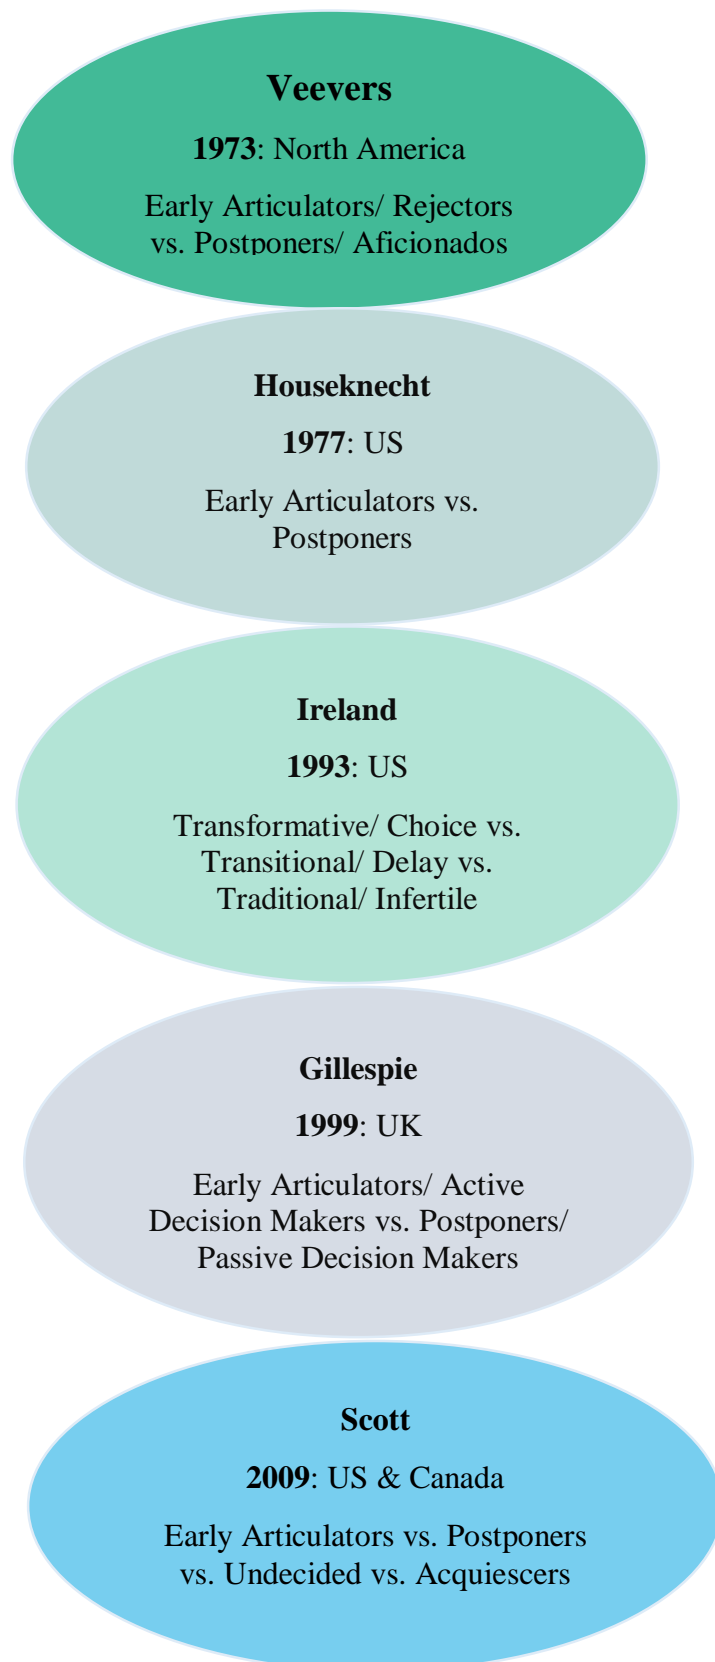 Veevers
1973: North America
Early Articulators/ Rejectors
vs. Postponers/ Aficionados
Houseknecht
1977: US
Early Articulators vs.
Postponers
Ireland
1993: US
Transformative/ Choice vs.
Transitional/ Delay vs.
Traditional/ Infertile
Gillespie
1999: UK
Early Articulators/ Active
Decision Makers vs. Postponers/
Passive Decision Makers
Scott
2009: US & Canada
Early Articulators vs. Postponers
vs. Undecided vs. Acquiescers